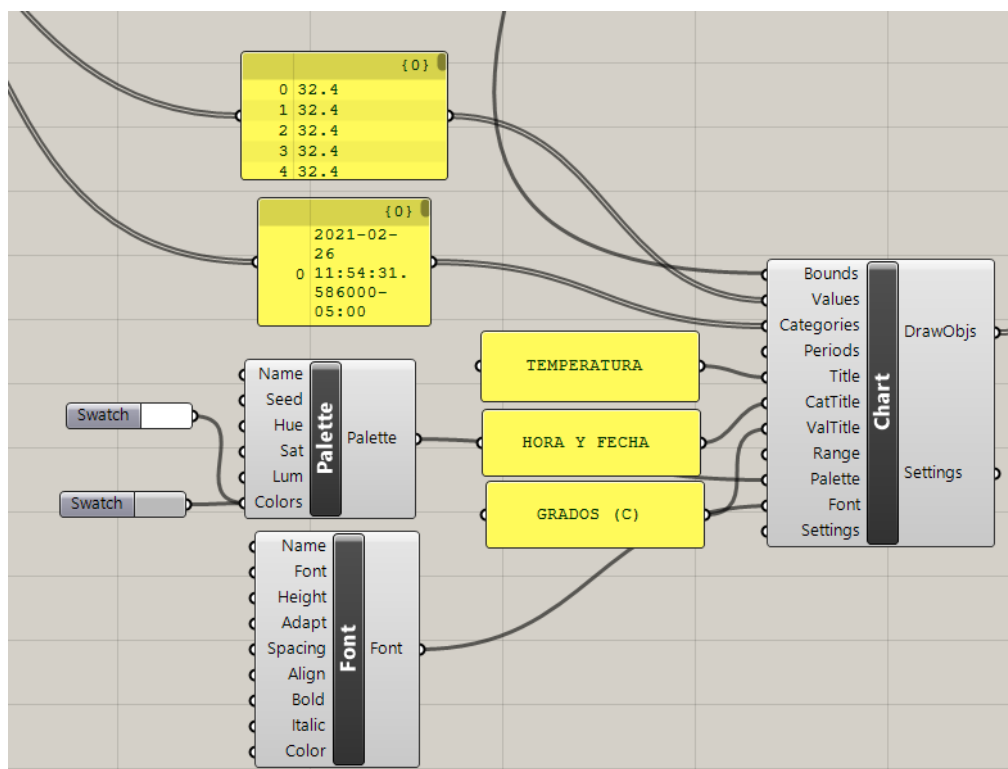 {0}
0 32.4
1 32.4
2 32.4
3 32.4
4 32.4
{0}
2021-02-
26
0 11:54:31.
586000-
05:00
Swatch
Swatch
Name
Seed
Hue
Sat
Lum
Colors
Palette
Palette
Name
Font
Height
Adapt
Spacing
Align
Bold
Italic
Color
Font
Font
TEMPERATURA
HORA Y FECHA
GRADOS (C)
Bounds
Values
Categories
Periods
Title
CatTitle
ValTitle
Range
Palette
Font
Settings
Chart
DrawObjs
Settings